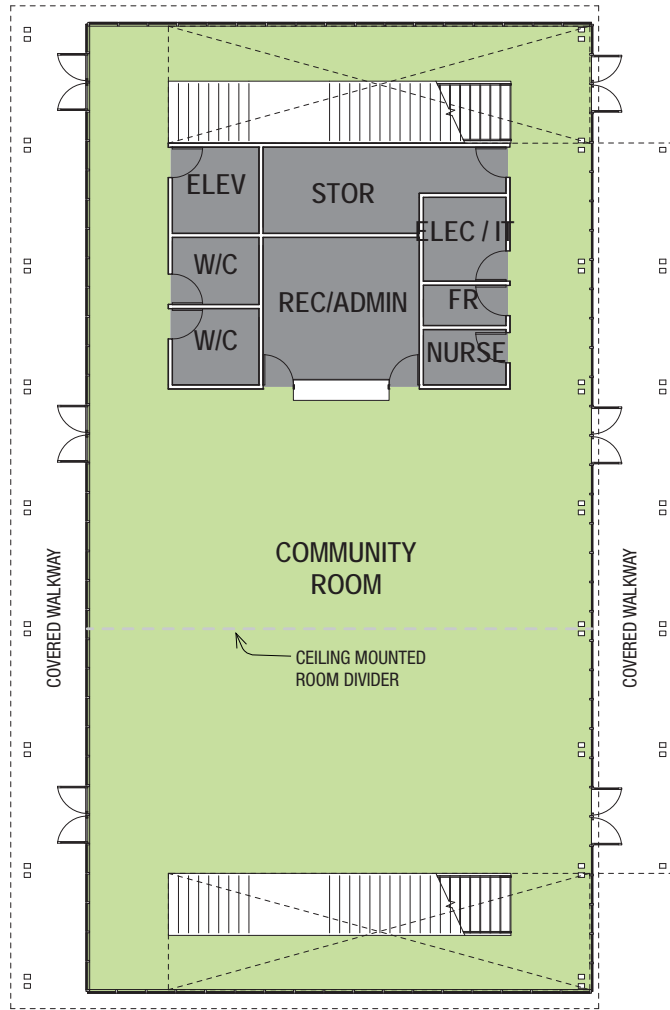 ELEV
STOR
ELEC / IT
W/C
REC/ADMIN
FR
W/C
NURSE
COMMUNITY
ROOM
COVERED WALKWAY
COVERED WALKWAY
CEILING MOUNTED
ROOM DIVIDER